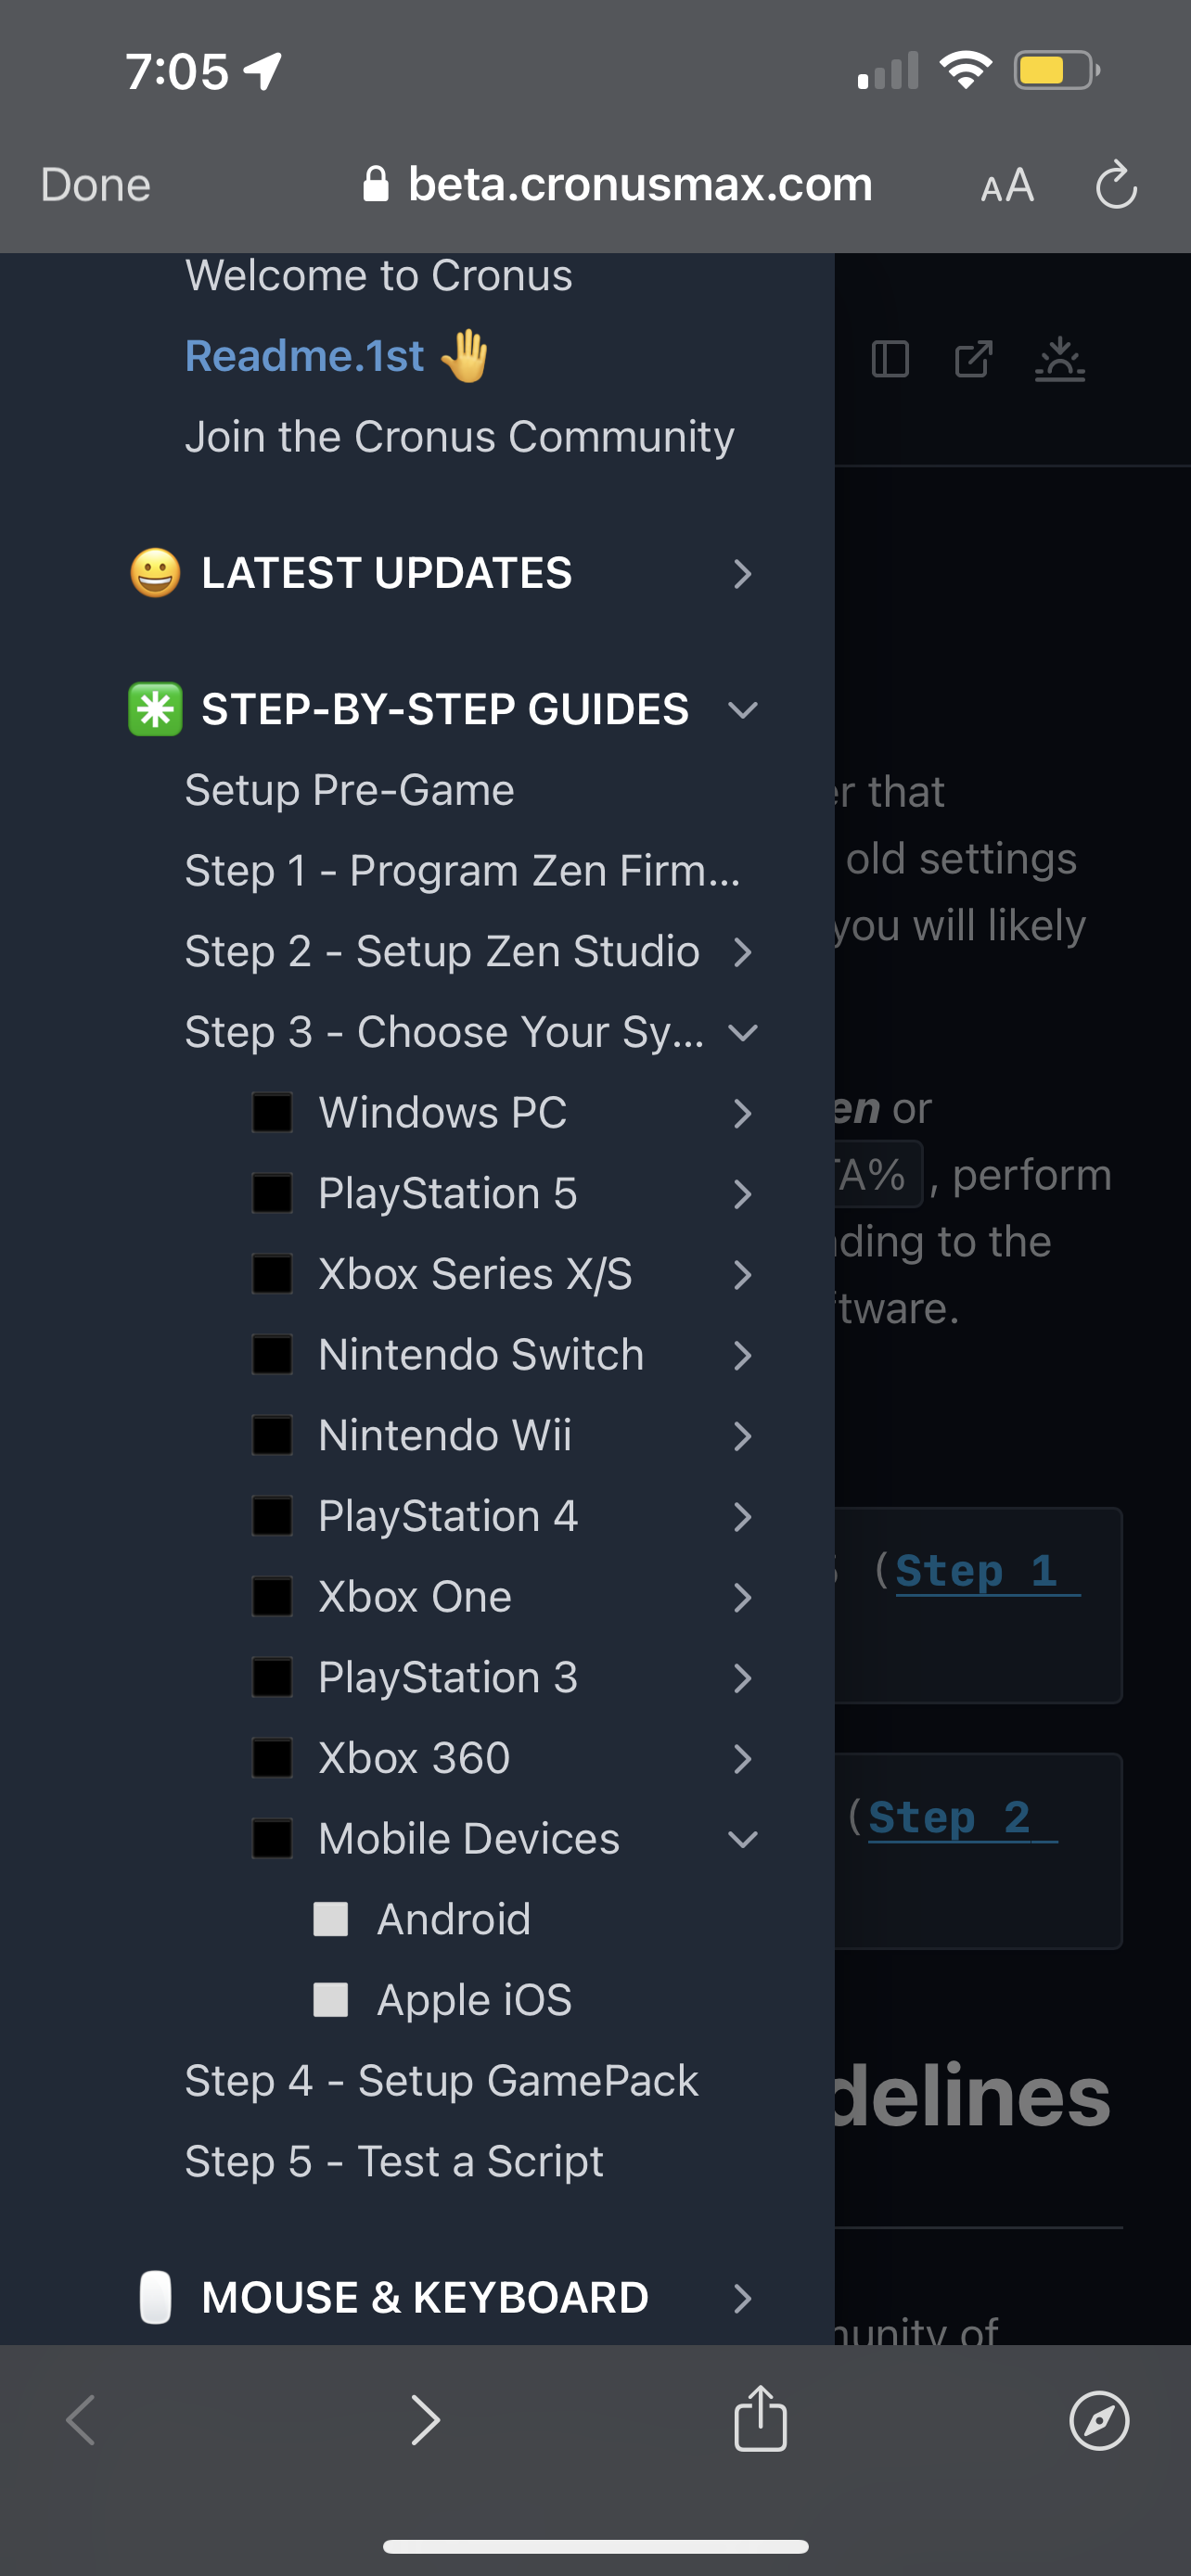 7:05
Done
beta.cronusmax.com
AA
Welcome to Cronus
Readme.1st
Join the Cronus Community
LATEST UPDATES
STEP-BY-STEP GUIDES
Setup Pre-Game
er that
Step 1 - Program Zen Firm...
old settings
you will likely
Step 2 - Setup Zen Studio
Step 3 - Choose Your Sy...
Windows PC
en or
PlayStation 5
TA%, perform
ding to the
Xbox Series X/S
tware.
Nintendo Switch
Nintendo Wii
PlayStation 4
(Step 1
Xbox One
PlayStation 3
Xbox 360
(Step 2
Mobile Devices
Android
Apple iOS
Step 4 - Setup GamePack
delines
Step 5 - Test a Script
MOUSE & KEYBOARD
nunity of